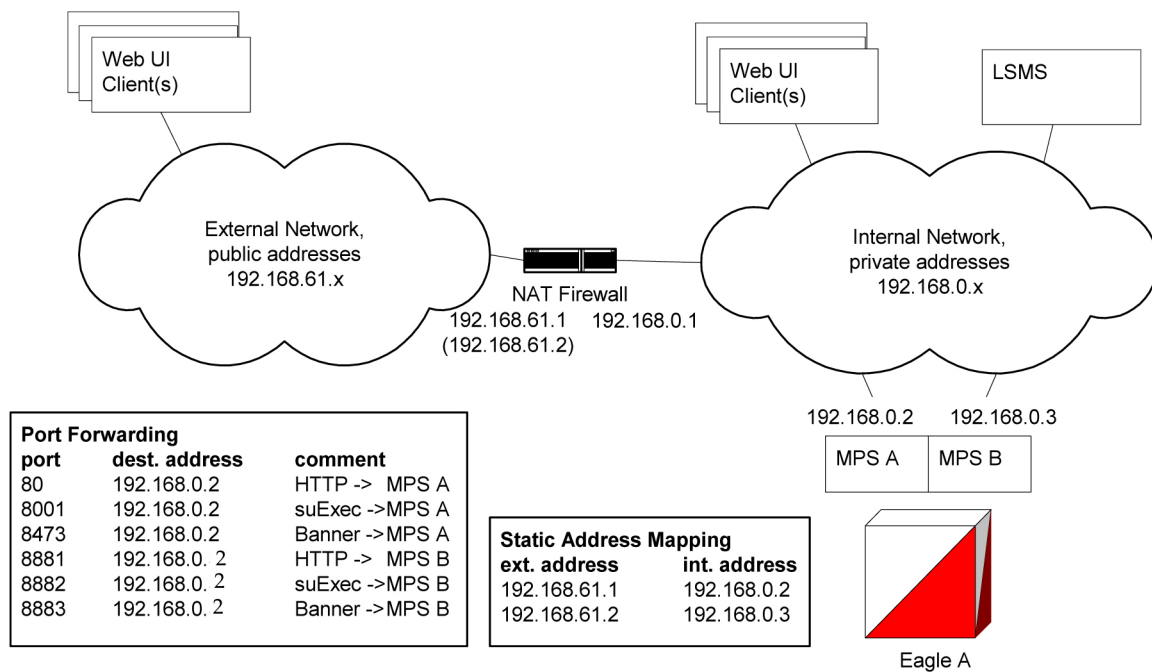 Web UI
Client(s)
Web UI
Client(s)
LSMS
External Network,
public addresses
192.168.61.x
Internal Network,
private addresses
192.168.0.x
NAT Firewall
192.168.61.1 192.168.0.1
(192.168.61.2)
192.168.0.2 192.168.0.3
MPS A MPS B
Port Forwarding
port dest. address comment
80 192.168.0.2 HTTP -> MPS A
8001 192.168.0.2 suExec -> MPS A
8473 192.168.0.2 Banner -> MPS A
8881 192.168.0. 2 HTTP -> MPS B
8882 192.168.0. 2 suExec -> MPS B
8883 192.168.0. 2 Banner -> MPS B
Static Address Mapping
ext. address int. address
192.168.61.1 192.168.0.2
192.168.61.2 192.168.0.3
Eagle A